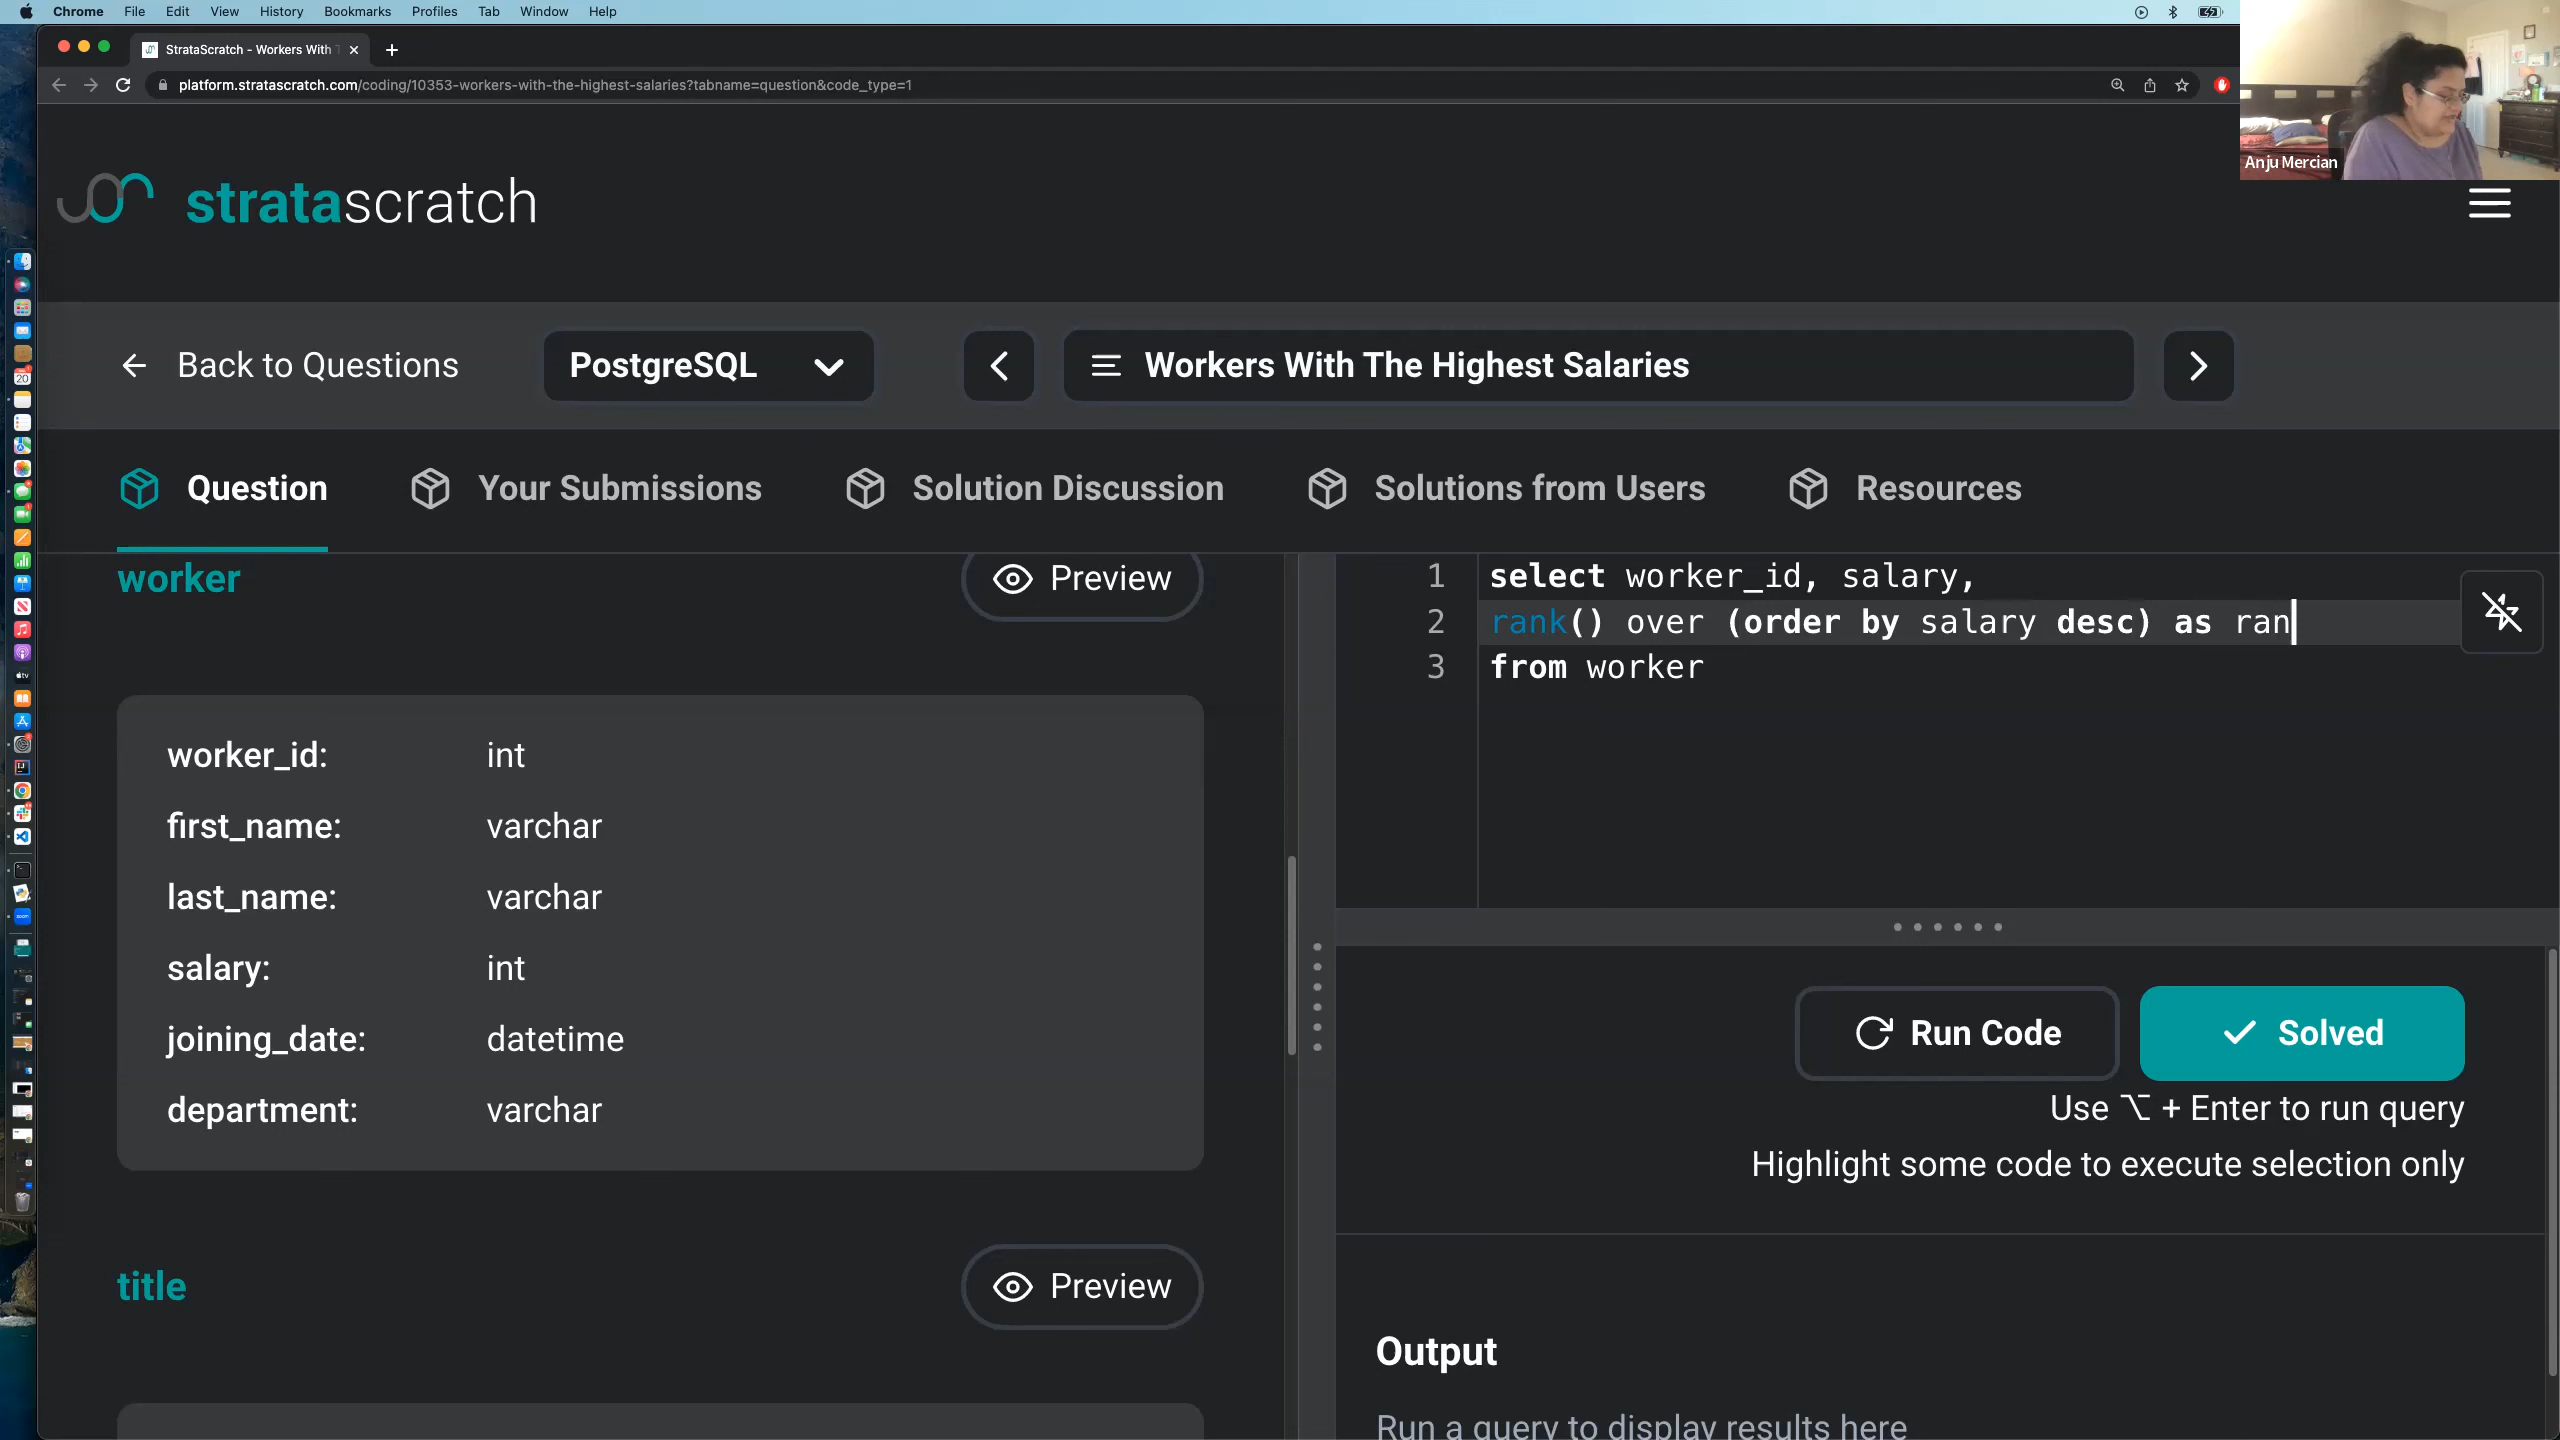 Chrome File Edit View History Bookmarks Profiles Tab Window Help
StrataScratch - Workers With T
platform.stratascratch.com/coding/10353-workers-with-the-highest-salaries?tabname=question&code_type=1
Anju Mercian
stratascratch
Back to Questions
PostgreSQL
Workers With The Highest Salaries
Question
Your Submissions
Solution Discussion
Solutions from Users
Resources
worker
Preview
worker_id: int
first_name: varchar
last_name: varchar
salary: int
joining_date: datetime
department: varchar
title
Preview
1 select worker_id, salary,
2 rank() over (order by salary desc) as ran
3 from worker
Run Code
Solved
Use ⌥ + Enter to run query
Highlight some code to execute selection only
Output
Run a query to display results here
20